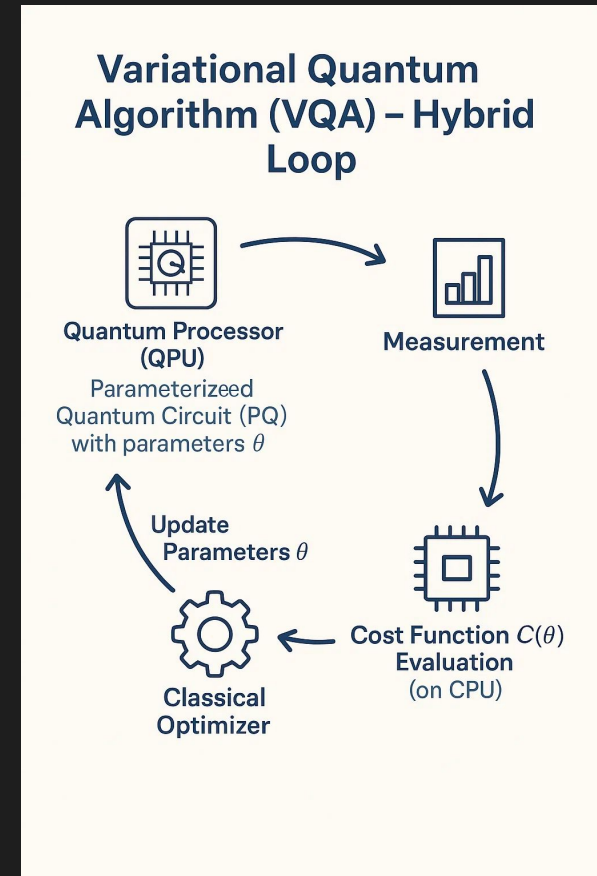 Variational Quantum
Algorithm (VQA) – Hybrid
Loop
Quantum Processor
(QPU)
Parameterizeed
Quantum Circuit (PQ)
with parameters θ
Measurement
Update
Parameters θ
Cost Function C(θ)
Evaluation
(on CPU)
Classical
Optimizer